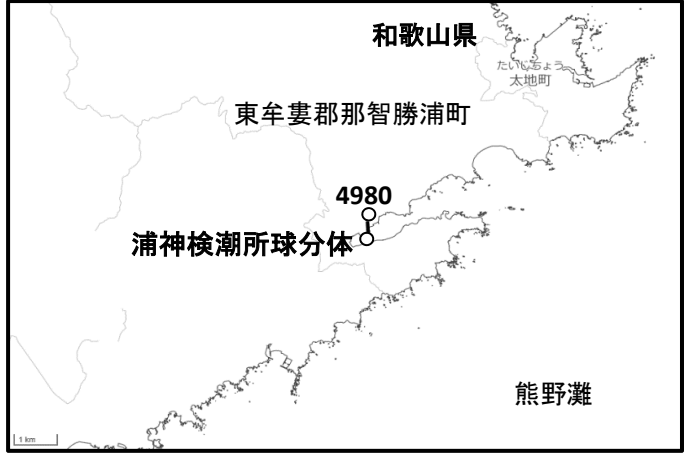 和歌山県
たいじちょう
太地町
東牟婁郡那智勝浦町
4980
浦神検潮所球分体
熊野灘
1 km